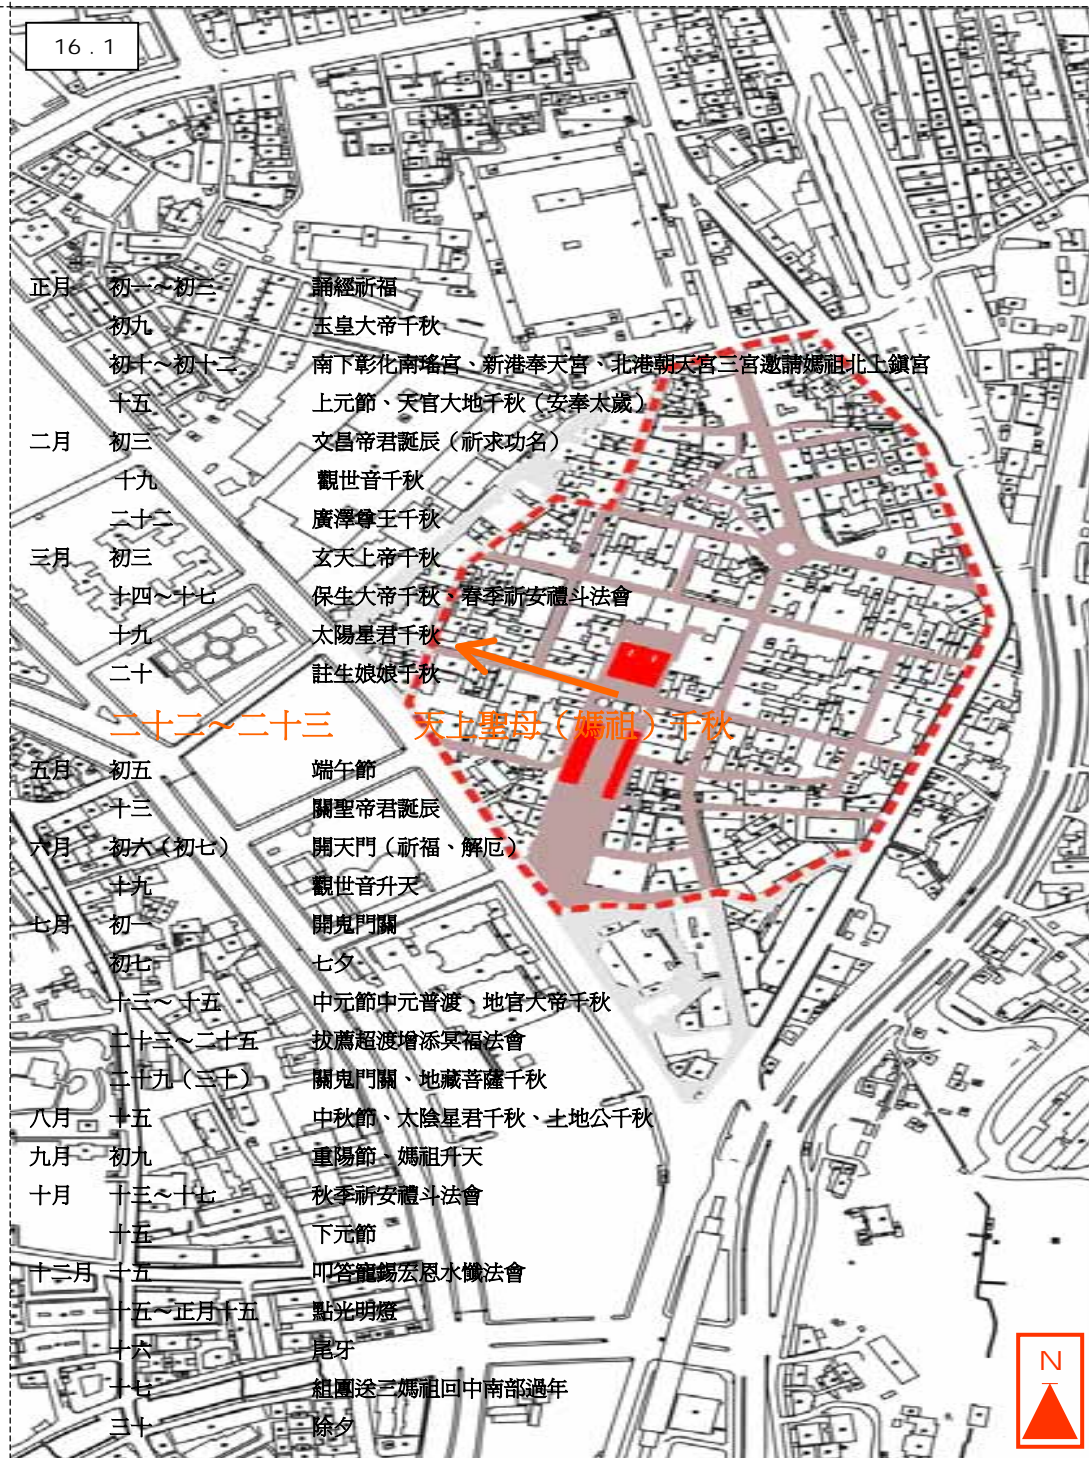 16.1
正月 初一～初三 誦經祈福
初九 玉皇大帝千秋
初十～初十二 南下彰化南瑤宮、新港奉天宮、北港朝天宮三宮邀請媽祖北上鎮宮
十五 上元節、天官大地千秋（安奉太歲）
二月 初三 文昌帝君誕辰（祈求功名）
十九 觀世音千秋
二十二 廣澤尊王千秋
三月 初三 玄天上帝千秋
十四～十七 保生大帝千秋、春季祈安禮斗法會
十九 太陽星君千秋
二十 註生娘娘千秋
二十二～二十三 天上聖母（媽祖）千秋
五月 初五 端午節
十三 關聖帝君誕辰
六月 初六（初七） 開天門（祈福、解厄）
十九 觀世音升天
七月 初一 開鬼門關
初七 七夕
十三～十五 中元節中元普渡、地官大帝千秋
二十三～二十五 拔薦超渡增添冥福法會
二十九（三十） 關鬼門關、地藏菩薩千秋
八月 十五 中秋節、太陰星君千秋、土地公千秋
九月 初九 重陽節、媽祖升天
十月 十三～十七 秋季祈安禮斗法會
十五 下元節
十二月 十五 叩答寵錫宏恩水懺法會
十五～正月十五 點光明燈
十六 尾牙
十七 組團送三媽祖回中南部過年
三十 除夕
N